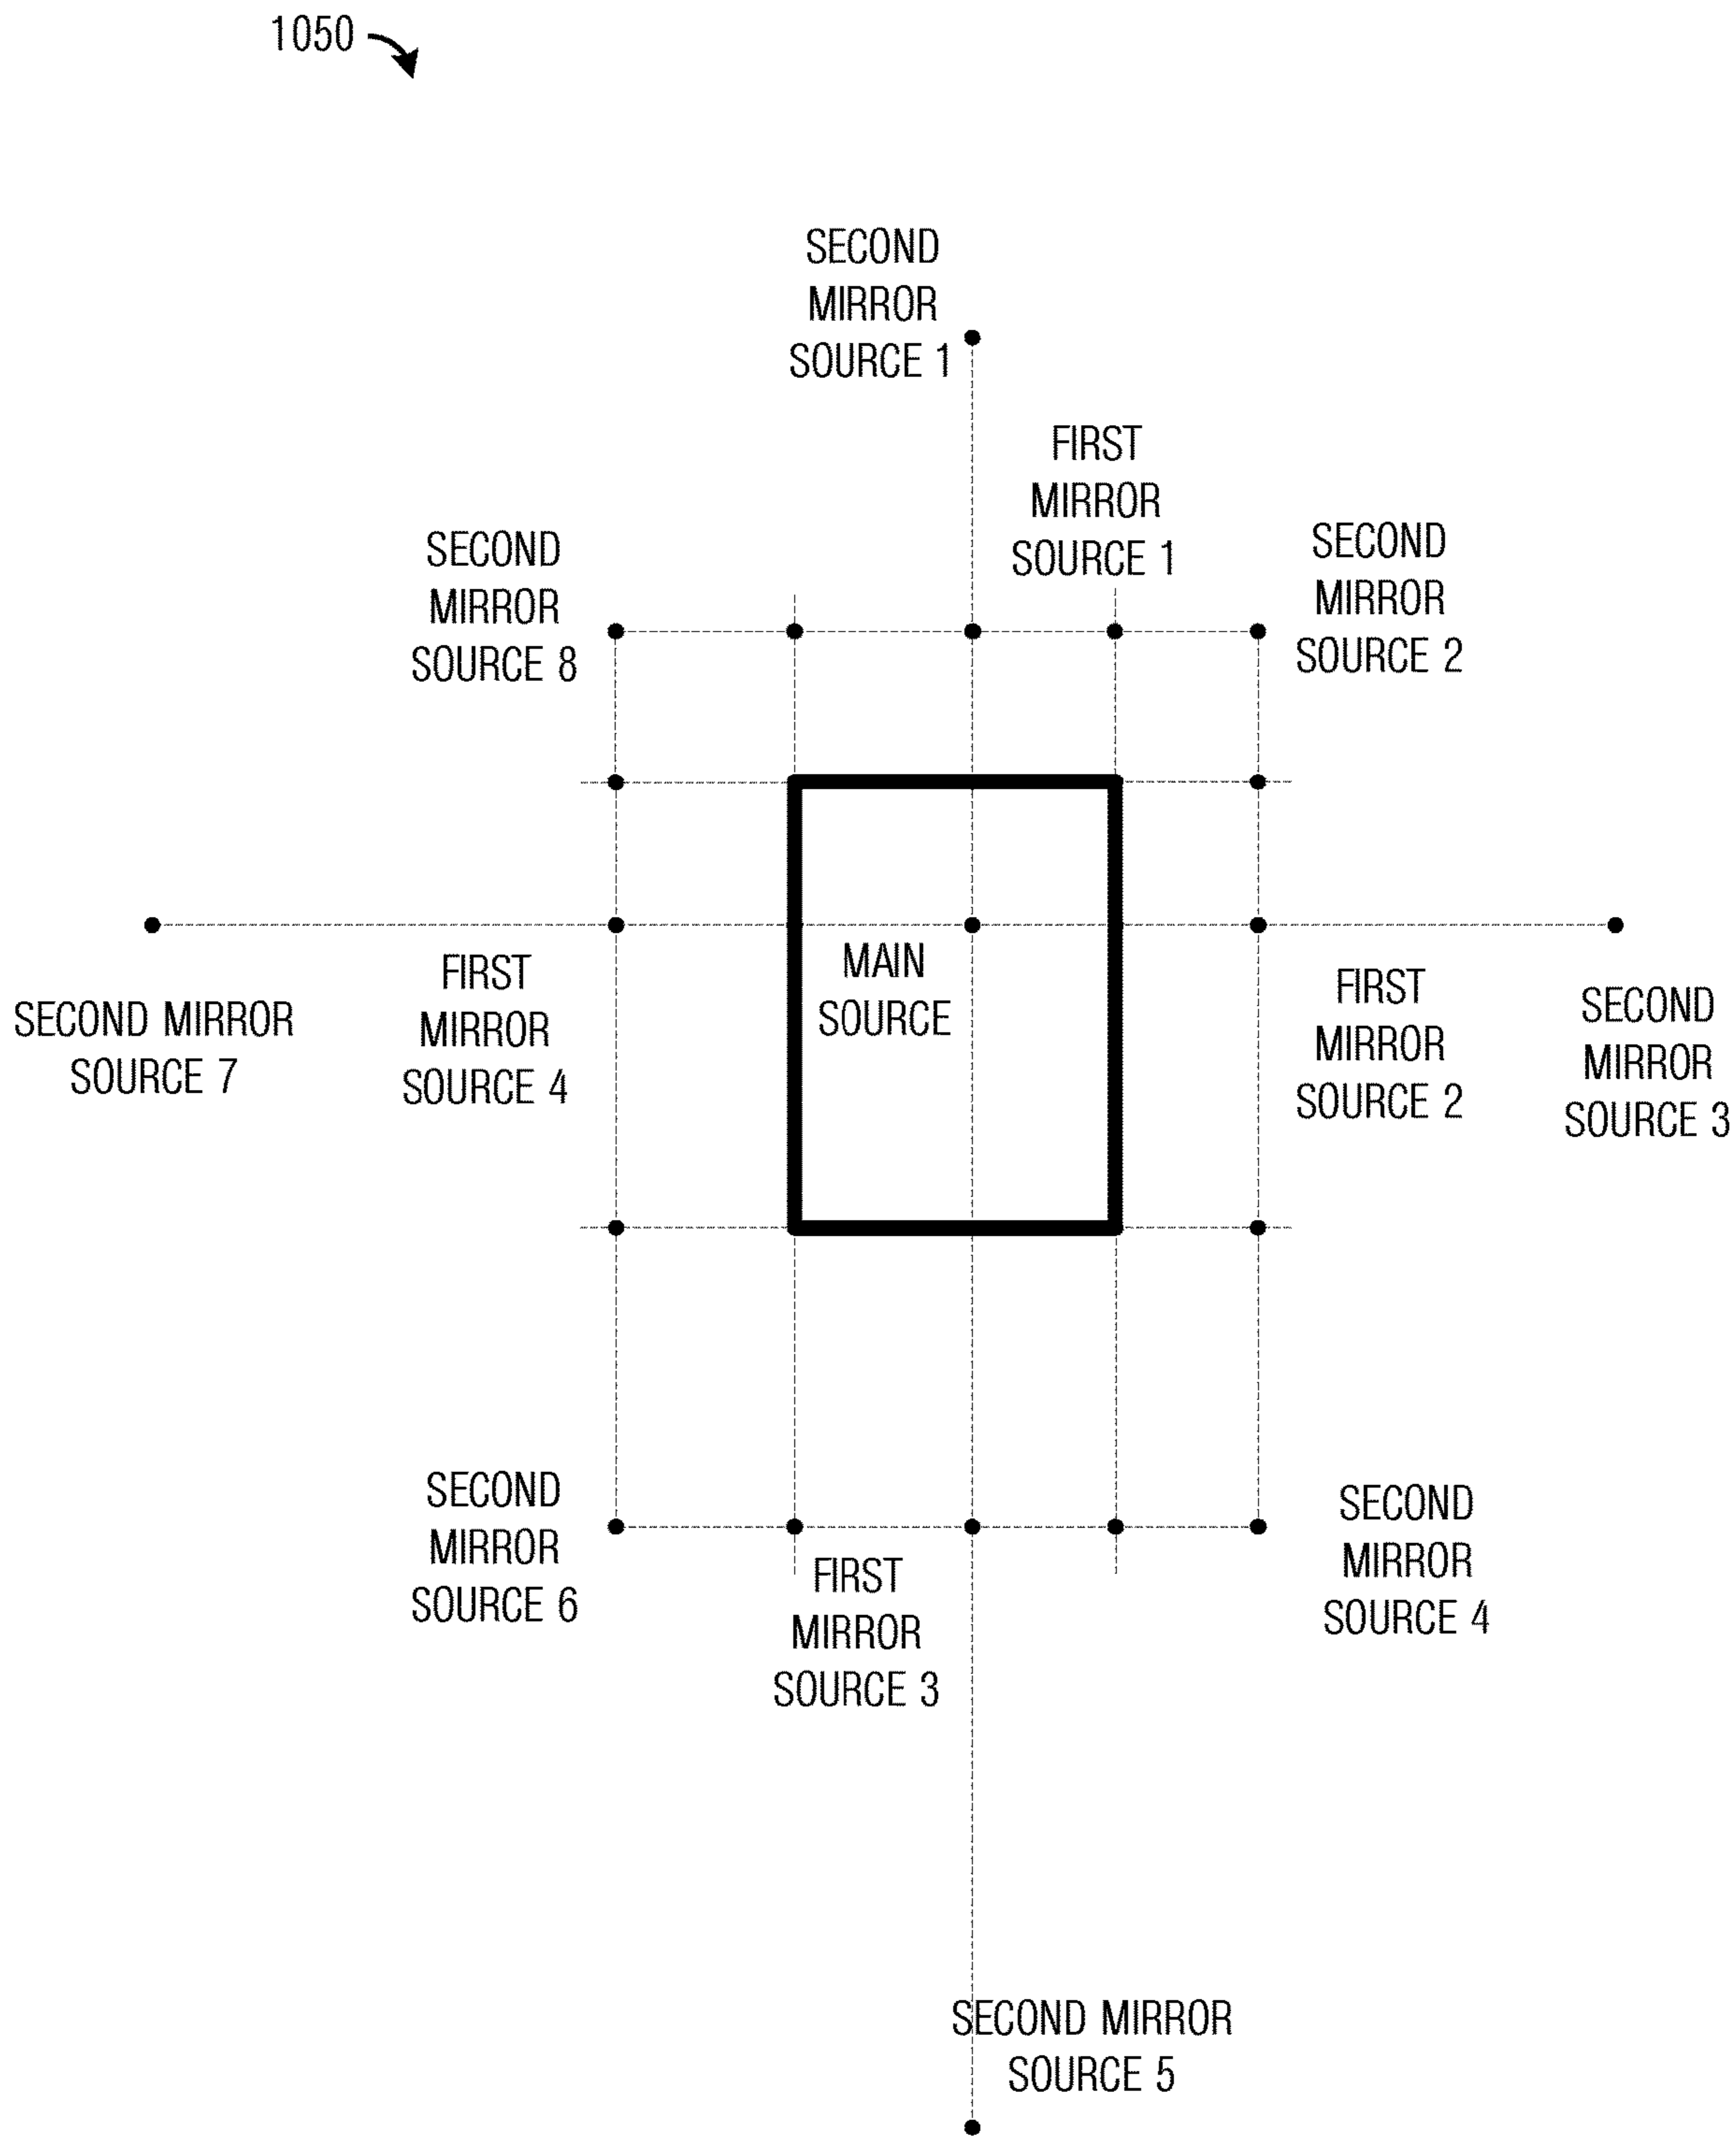 1050
SECOND
MIRROR
SOURCE 1
FIRST
MIRROR
SOURCE 1
SECOND
MIRROR
SOURCE 8
SECOND
MIRROR
SOURCE 2
MAIN
SOURCE
FIRST
MIRROR
SOURCE 4
SECOND MIRROR
SOURCE 7
FIRST
MIRROR
SOURCE 2
SECOND
MIRROR
SOURCE 3
SECOND
MIRROR
SOURCE 6
FIRST
MIRROR
SOURCE 3
SECOND
MIRROR
SOURCE 4
SECOND MIRROR
SOURCE 5